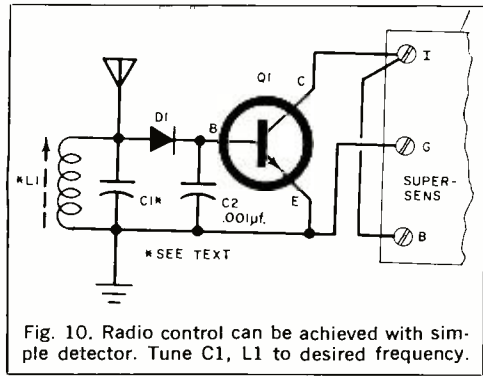 Q1
C
I
D1
B
*L1
C1*
C2
.001µf.
E
G
SUPER-
SENS
B
*SEE TEXT
Fig. 10. Radio control can be achieved with sim-
ple detector. Tune C1, L1 to desired frequency.